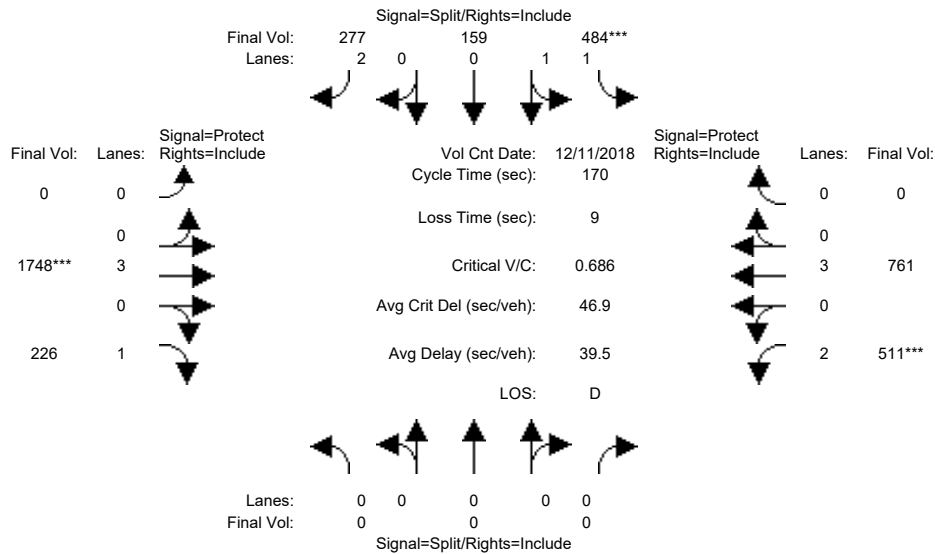 Signal=Split/Rights=Include
Final Vol: 277 159 484***
Lanes: 2 0 0 1 1
Signal=Protect
Final Vol: Lanes: Rights=Include
Vol Cnt Date: 12/11/2018
Signal=Protect
Rights=Include Lanes: Final Vol:
Cycle Time (sec): 170
0 0
0 0
Loss Time (sec): 9
0
0
1748*** 3
Critical V/C: 0.686
3 761
0
Avg Crit Del (sec/veh): 46.9
0
226 1
Avg Delay (sec/veh): 39.5
2 511***
LOS: D
Lanes: 0 0 0 0 0
Final Vol: 0 0 0
Signal=Split/Rights=Include